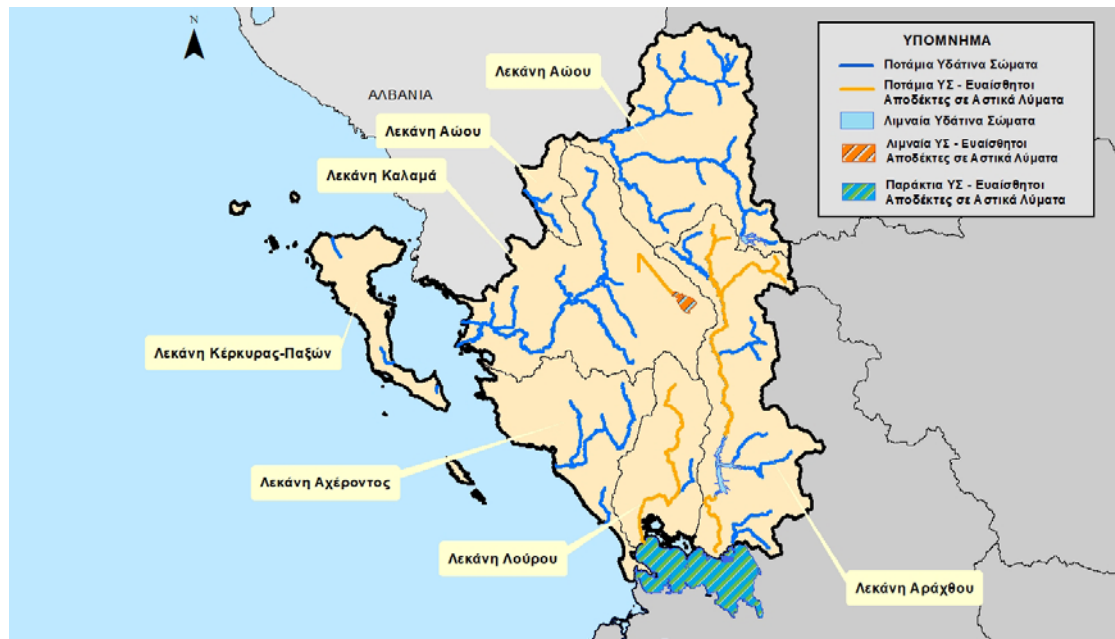 N
ΑΛΒΑΝΙΑ
Λεκάνη Αώου
Λεκάνη Αώου
Λεκάνη Καλαμά
Λεκάνη Κέρκυρας-Παξών
Λεκάνη Αχέροντος
Λεκάνη Λούρου
Λεκάνη Αράχθου
ΥΠΟΜΝΗΜΑ
Ποτάμια Υδάτινα Σώματα
Ποτάμια ΥΣ - Ευαίσθητοι
Αποδέκτες σε Αστικά Λύματα
Λιμναία Υδάτινα Σώματα
Λιμναία ΥΣ - Ευαίσθητοι
Αποδέκτες σε Αστικά Λύματα
Παράκτια ΥΣ - Ευαίσθητοι
Αποδέκτες σε Αστικά Λύματα